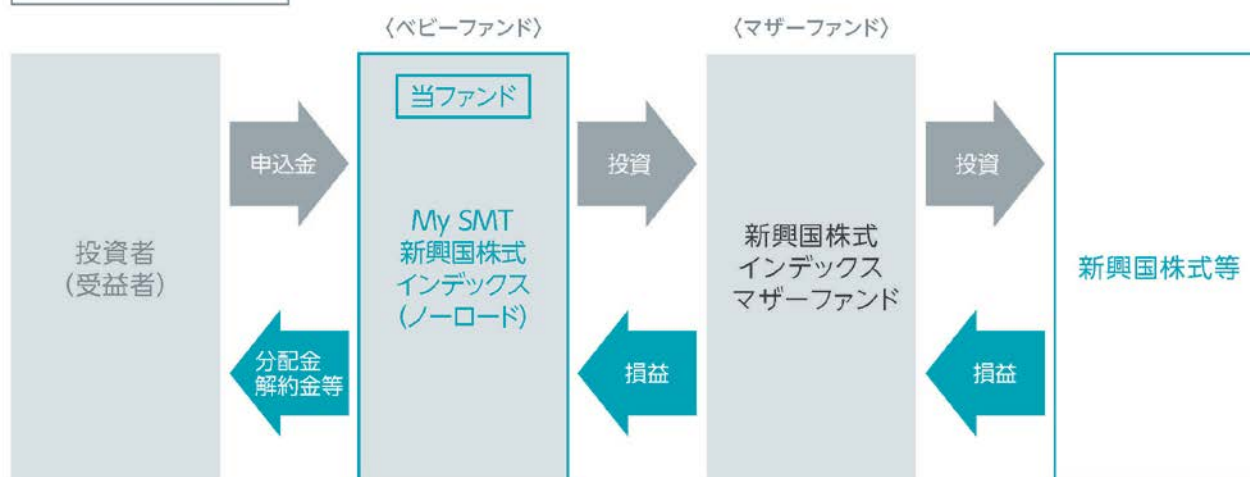 〈ベビーファンド〉
〈マザーファンド〉
当ファンド
申込金
投資
投資
投資者
(受益者)
My SMT
新興国株式
インデックス
(ノーロード)
新興国株式
インデックス
マザーファンド
新興国株式等
分配金
解約金等
損益
損益